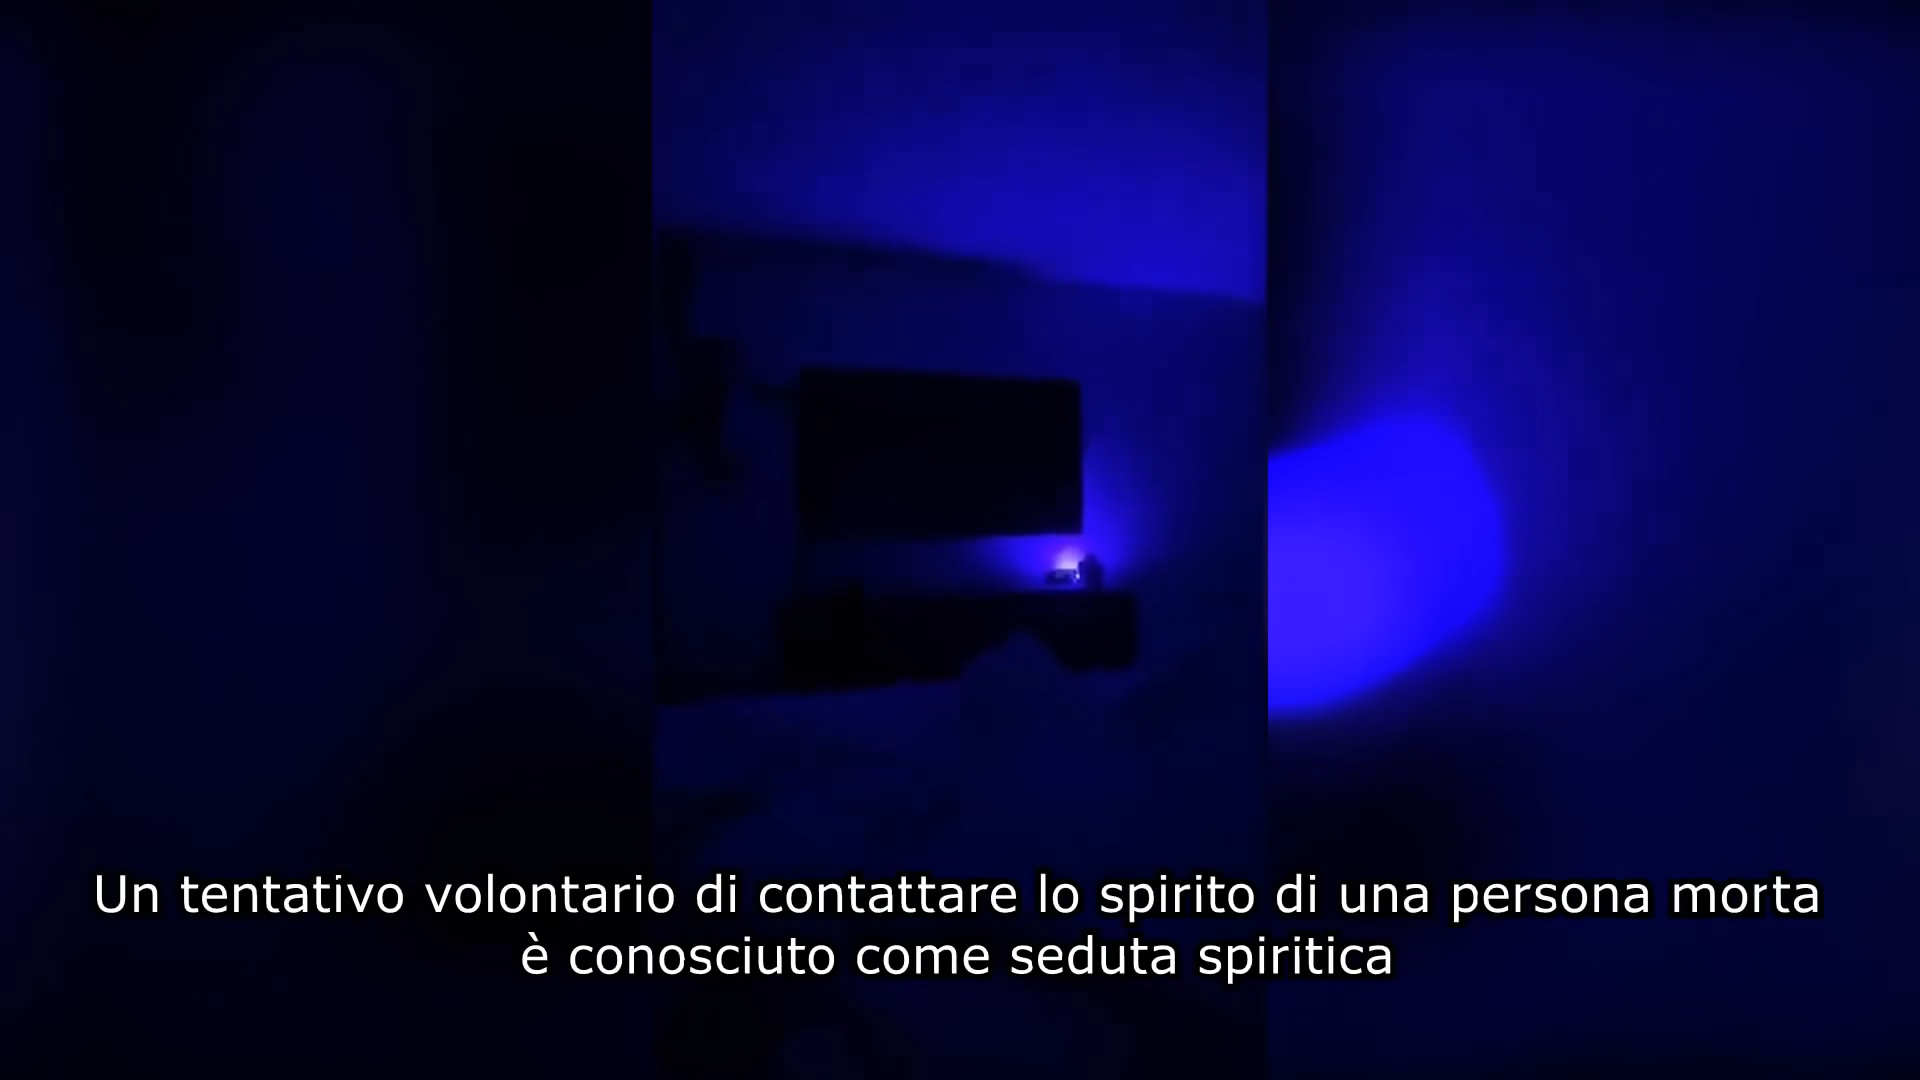 Un tentativo volontario di contattare lo spirito di una persona morta
è conosciuto come seduta spiritica